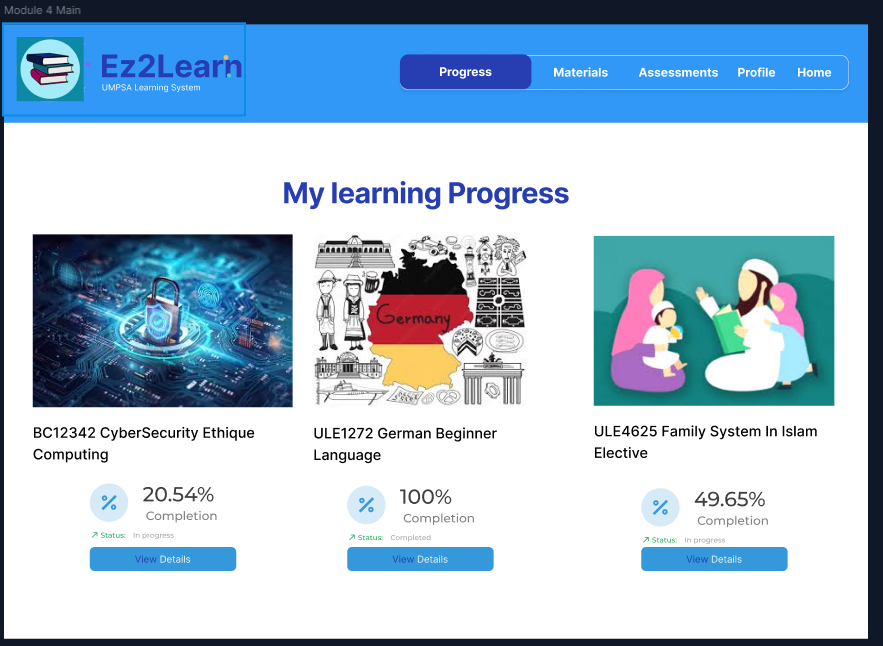 Module 4 Main
Ez2Learn
UMPSA Learning System
Progress
Materials
Assessments
Profile
Home
My learning Progress
Germany
BC12342 CyberSecurity Ethique
Computing
20.54%
Completion
Status: In progress
View Details
ULE1272 German Beginner
Language
100%
Completion
Status: Completed
View Details
ULE4625 Family System In Islam
Elective
49.65%
Completion
Status: In progress
View Details